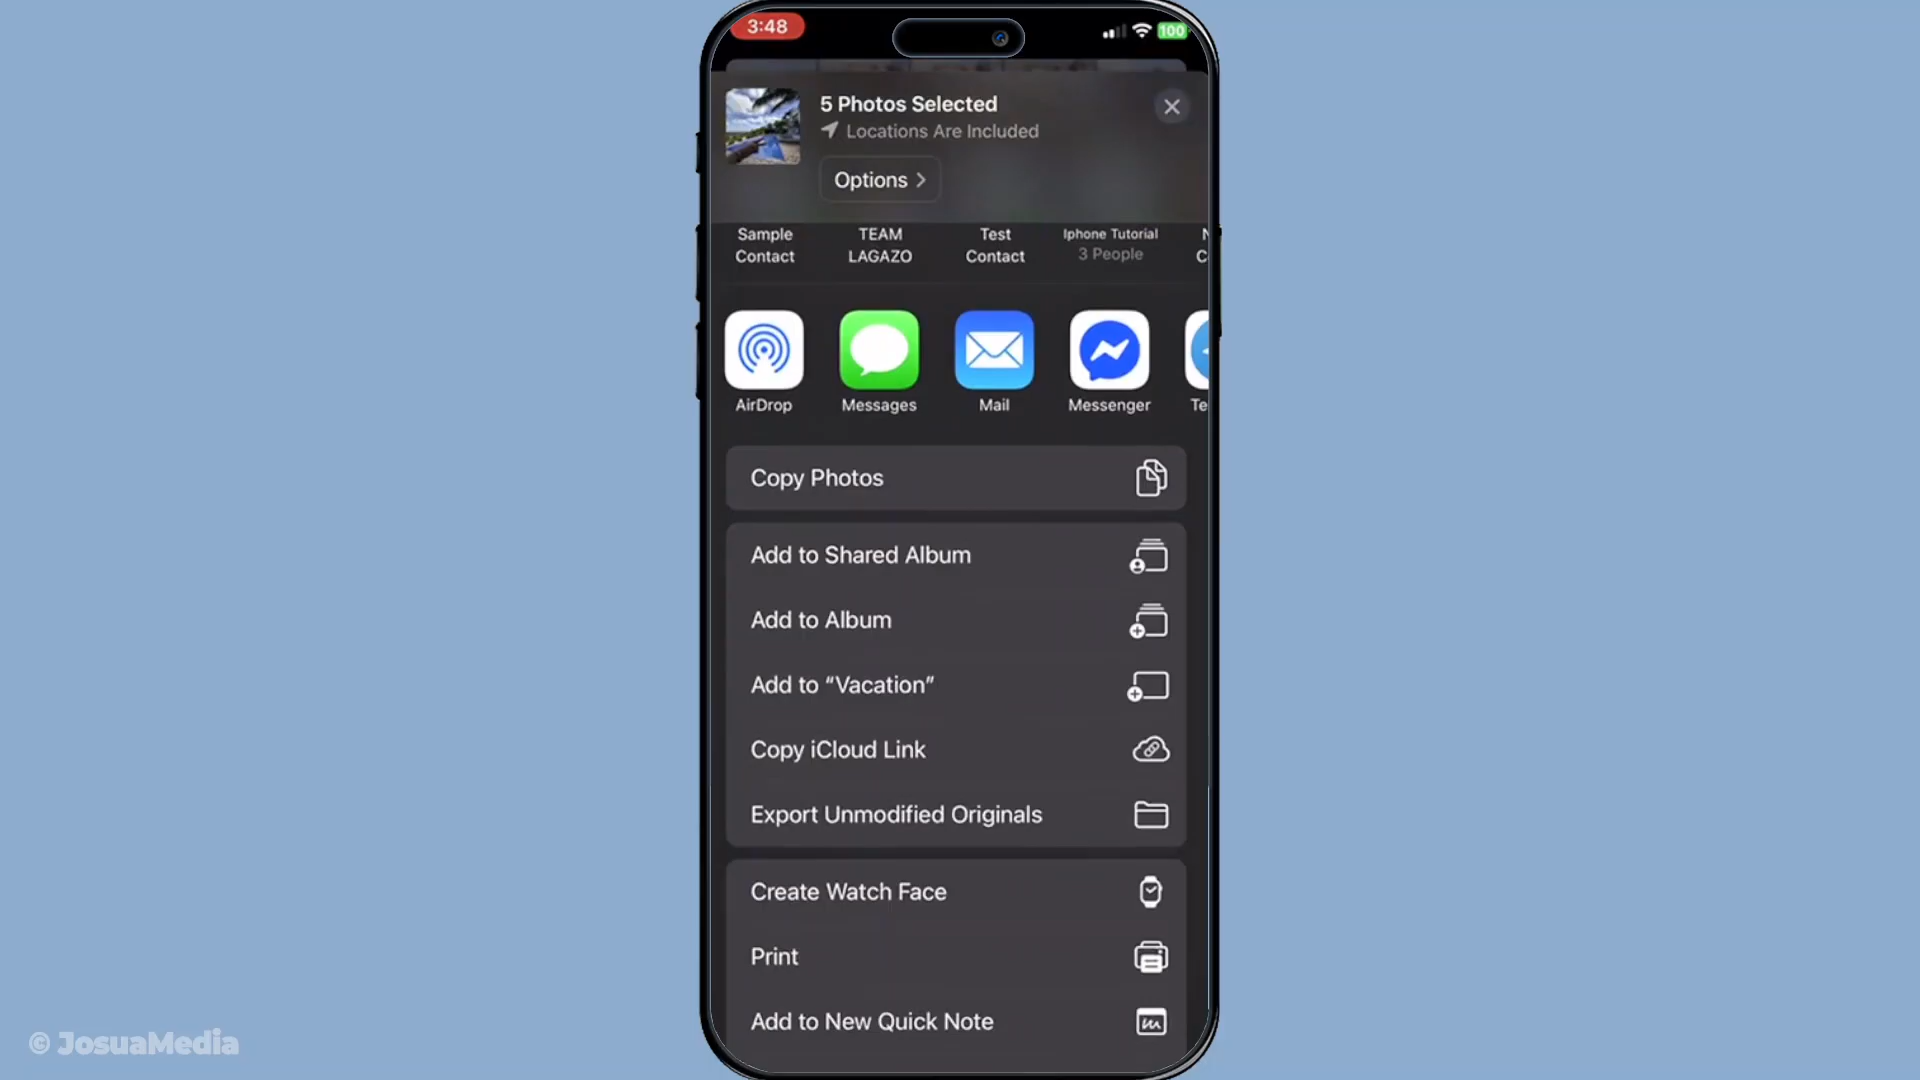 3:48
100
5 Photos Selected
Locations Are Included
Options
Sample
Contact
TEAM
LAGAZO
Test
Contact
Iphone Tutorial
3 People
AirDrop
Messages
Mail
Messenger
Te
Copy Photos
Add to Shared Album
Add to Album
Add to “Vacation”
Copy iCloud Link
Export Unmodified Originals
Create Watch Face
Print
Add to New Quick Note
© JosuaMedia